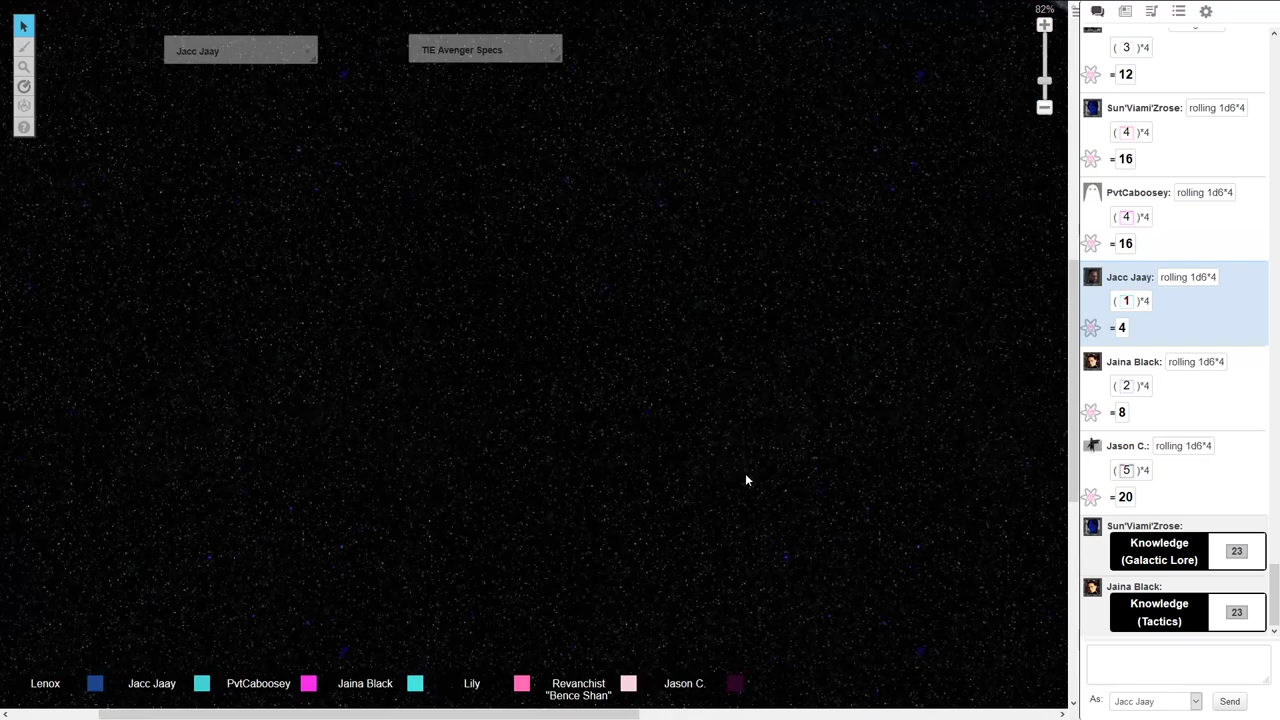 Jacc Jaay
TIE Avenger Specs
82%
( 3 )*4
= 12
Sun'Viami'Zrose: rolling 1d6*4
( 4 )*4
= 16
PvtCaboosey: rolling 1d6*4
( 4 )*4
= 16
Jacc Jaay: rolling 1d6*4
( 1 )*4
= 4
Jaina Black: rolling 1d6*4
( 2 )*4
= 8
Jason C.: rolling 1d6*4
( 5 )*4
= 20
Sun'Viami'Zrose:
Knowledge
(Galactic Lore) 23
Jaina Black:
Knowledge
(Tactics) 23
As: Jacc Jaay Send
Lenox Jacc Jaay PvtCaboosey Jaina Black Lily Revanchist Jason C.
"Bence Shan"